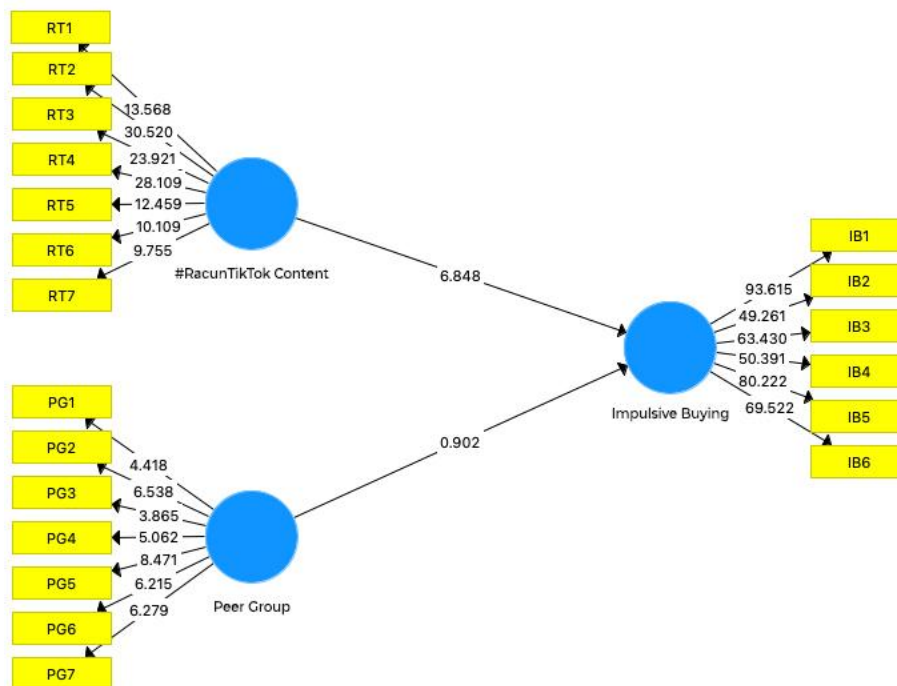 RT1
RT2
RT3
RT4
RT5
RT6
RT7
13.568
30.520
23.921
28.109
12.459
10.109
9.755
#RacunTikTok Content
6.848
PG1
PG2
PG3
PG4
PG5
PG6
PG7
4.418
6.538
3.865
5.062
8.471
6.215
6.279
Peer Group
0.902
Impulsive Buying
93.615
49.261
63.430
50.391
80.222
69.522
IB1
IB2
IB3
IB4
IB5
IB6